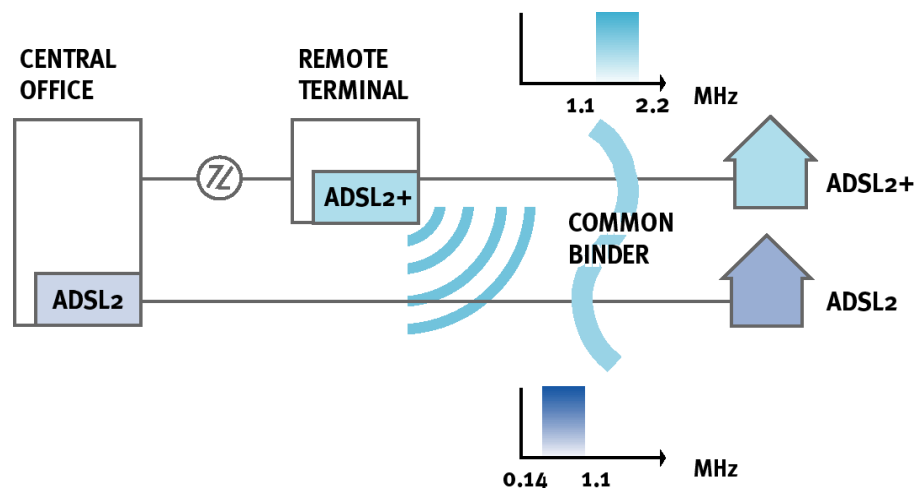 CENTRAL
OFFICE
REMOTE
TERMINAL
1.1 2.2 MHz
ADSL2+
ADSL2+
COMMON
BINDER
ADSL2
ADSL2
0.14 1.1 MHz